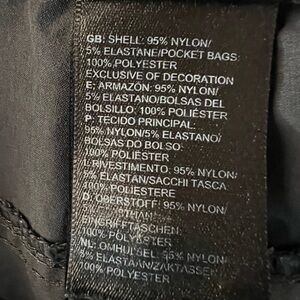 GB: SHELL: 95% NYLON/
5% ELASTANE/POCKET BAGS:
100% POLYESTER
EXCLUSIVE OF DECORATION
E: ARMAZÓN: 95% NYLON/
5% ELASTANO/BOLSAS DEL
BOLSILLO: 100% POLIÉSTER
P: TECIDO PRINCIPAL:
95% NYLON/5% ELASTANO/
BOLSAS DO BOLSO:
100% POLIÉSTER
I: RIVESTIMENTO: 95% NYLON/
5% ELASTAN/SACCHI TASCA
100% POLIESTERE
D: OBERSTOFF: 95% NYLON/
EINGRIFFTASCHEN:
100% POLYESTER
NL: OMHULSEL: 95% NYLON/
5% ELASTAAN/ZAKTASSEN
100% POLYESTER